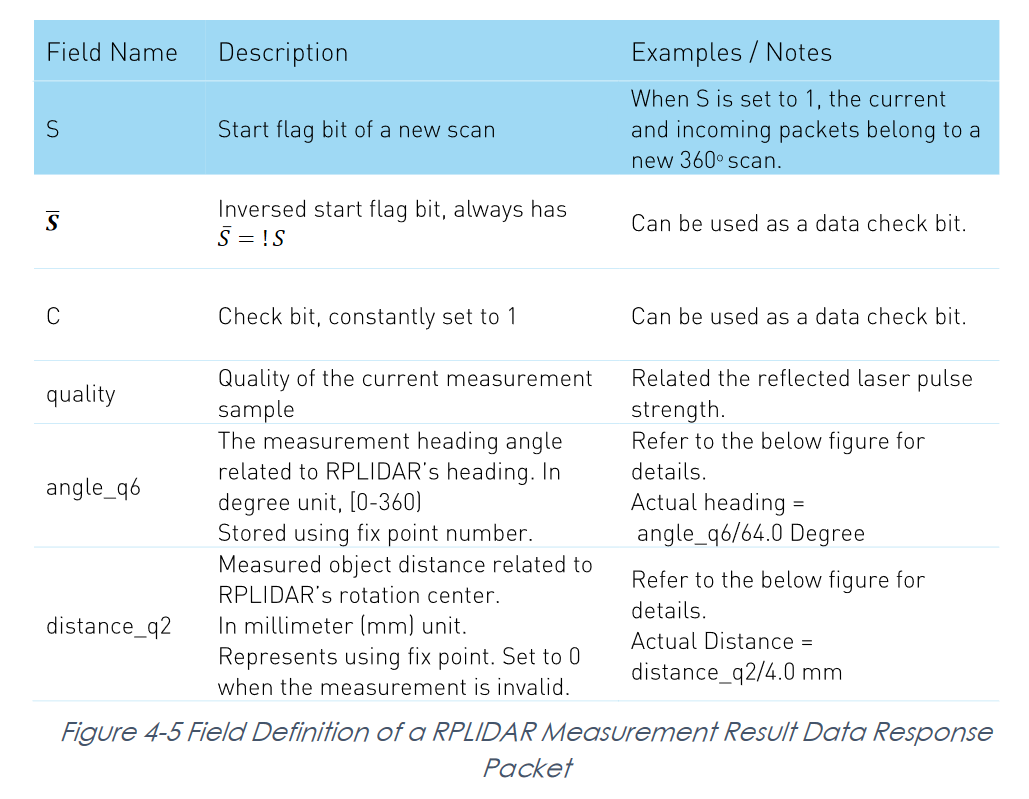 Field Name Description Examples / Notes
S Start flag bit of a new scan When S is set to 1, the current
and incoming packets belong to a
new 360° scan.
S̄ Inversed start flag bit, always has
S̄ = ! S
Can be used as a data check bit.
C Check bit, constantly set to 1 Can be used as a data check bit.
quality Quality of the current measurement
sample
Related the reflected laser pulse
strength.
angle_q6 The measurement heading angle
related to RPLIDAR’s heading. In
degree unit, [0-360)
Stored using fix point number.
Refer to the below figure for
details.
Actual heading =
angle_q6/64.0 Degree
distance_q2 Measured object distance related to
RPLIDAR’s rotation center.
In millimeter (mm) unit.
Represents using fix point. Set to 0
when the measurement is invalid.
Refer to the below figure for
details.
Actual Distance =
distance_q2/4.0 mm
Figure 4-5 Field Definition of a RPLIDAR Measurement Result Data Response
Packet